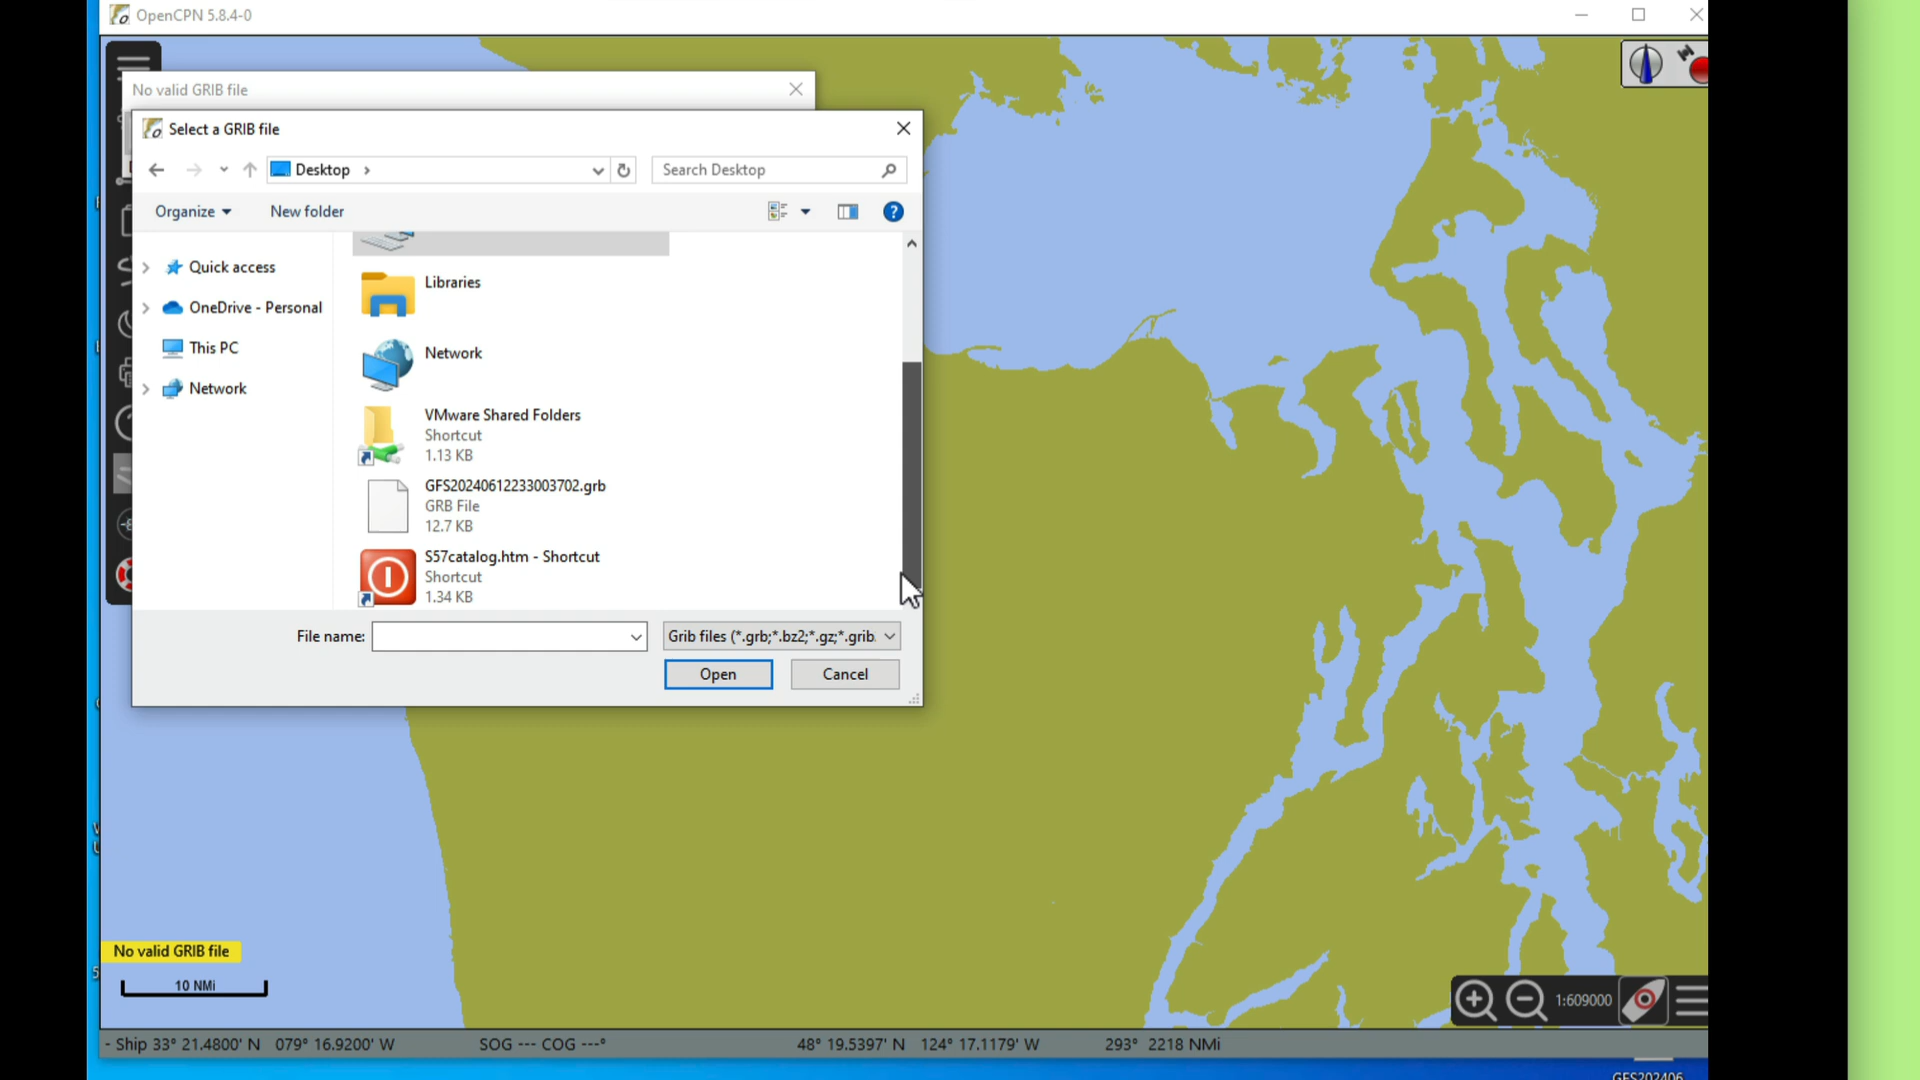 OpenCPN 5.8.4-0
No valid GRIB file
Select a GRIB file
Desktop
Search Desktop
Organize
New folder
Quick access
OneDrive - Personal
This PC
Network
Libraries
Network
VMware Shared Folders
Shortcut
1.13 KB
GFS20240612233003702.grb
GRB File
12.7 KB
S57catalog.htm - Shortcut
Shortcut
1.34 KB
File name:
Grib files (*.grb;*.bz2;*.gz;*.grib.
Open
Cancel
No valid GRIB file
10 NMi
1:609000
- Ship 33° 21.4800' N 079° 16.9200' W SOG --- COG ---° 48° 19.5397' N 124° 17.1179' W 293° 2218 NMi
GFS202406